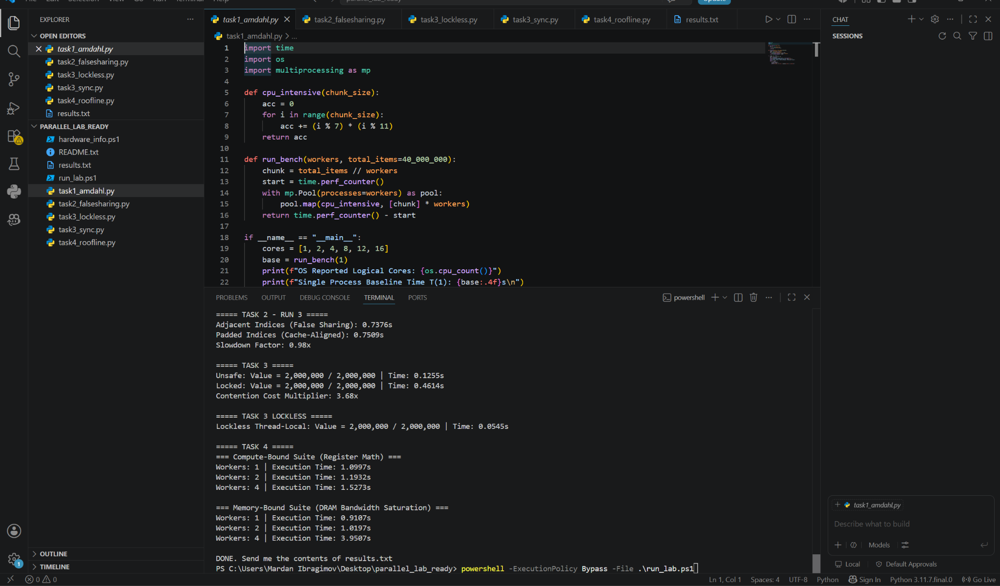 File Edit Selection View Go Run Terminal Help
parallel_lab_ready
Update
EXPLORER
OPEN EDITORS
task1_amdahl.py
task2_falsesharing.py
task3_lockless.py
task3_sync.py
task4_roofline.py
results.txt
PARALLEL_LAB_READY
hardware_info.ps1
README.txt
results.txt
run_lab.ps1
task1_amdahl.py
task2_falsesharing.py
task3_lockless.py
task3_sync.py
task4_roofline.py
OUTLINE
TIMELINE
task1_amdahl.py task2_falsesharing.py task3_lockless.py task3_sync.py task4_roofline.py results.txt
task1_amdahl.py > ...
1 import time
2 import os
3 import multiprocessing as mp
4
5 def cpu_intensive(chunk_size):
6 acc = 0
7 for i in range(chunk_size):
8 acc += (i % 7) * (i % 11)
9 return acc
10
11 def run_bench(workers, total_items=40_000_000):
12 chunk = total_items // workers
13 start = time.perf_counter()
14 with mp.Pool(processes=workers) as pool:
15 pool.map(cpu_intensive, [chunk] * workers)
16 return time.perf_counter() - start
17
18 if __name__ == "__main__":
19 cores = [1, 2, 4, 8, 12, 16]
20 base = run_bench(1)
21 print(f"OS Reported Logical Cores: {os.cpu_count()}")
22 print(f"Single Process Baseline Time T(1): {base:.4f}s\n")
PROBLEMS OUTPUT DEBUG CONSOLE TERMINAL PORTS
powershell
===== TASK 2 - RUN 3 =====
Adjacent Indices (False Sharing): 0.7376s
Padded Indices (Cache-Aligned): 0.7509s
Slowdown Factor: 0.98x
===== TASK 3 =====
Unsafe: Value = 2,000,000 / 2,000,000 | Time: 0.1255s
Locked: Value = 2,000,000 / 2,000,000 | Time: 0.4614s
Contention Cost Multiplier: 3.68x
===== TASK 3 LOCKLESS =====
Lockless Thread-Local: Value = 2,000,000 / 2,000,000 | Time: 0.0545s
===== TASK 4 =====
=== Compute-Bound Suite (Register Math) ===
Workers: 1 | Execution Time: 1.0997s
Workers: 2 | Execution Time: 1.1932s
Workers: 4 | Execution Time: 1.5273s
=== Memory-Bound Suite (DRAM Bandwidth Saturation) ===
Workers: 1 | Execution Time: 0.9107s
Workers: 2 | Execution Time: 1.0197s
Workers: 4 | Execution Time: 3.9507s
DONE. Send me the contents of results.txt
PS C:\Users\Mardan Ibragimov\Desktop\parallel_lab_ready> powershell -ExecutionPolicy Bypass -File .\run_lab.ps1
CHAT
SESSIONS
task1_amdahl.py
Describe what to build
Models
Local Default Approvals
1
0 0
Ln 1, Col 1 Spaces: 4 UTF-8 Python Sign In Python 3.11.7.final.0 Go Live